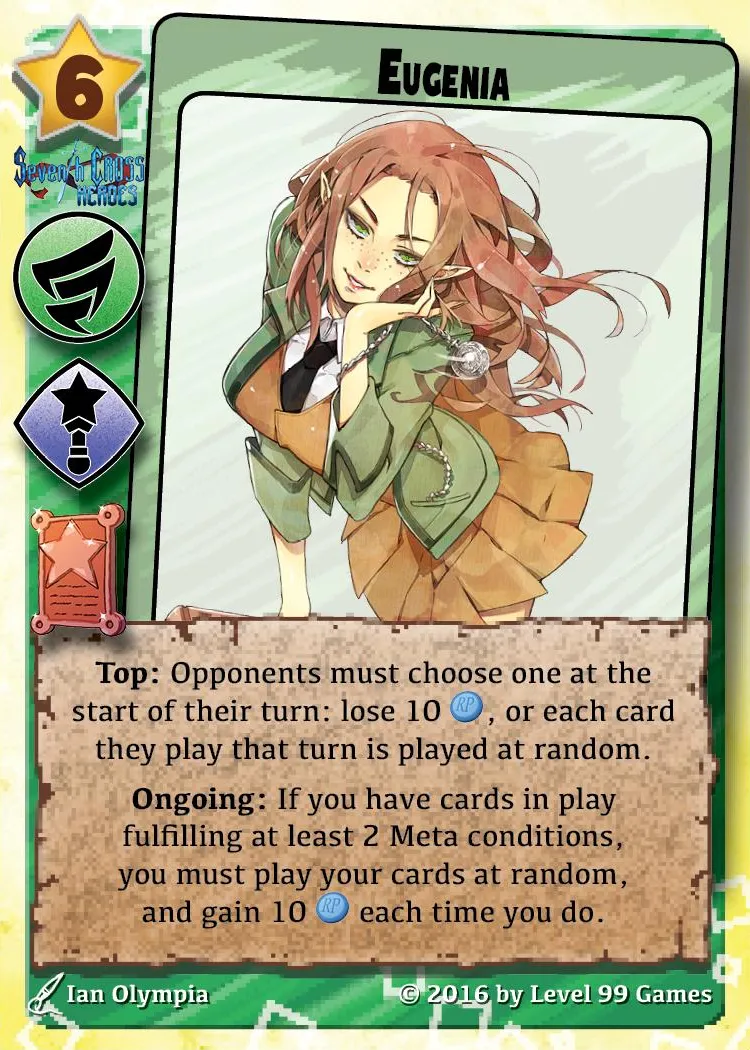 6
EUGENIA
Seventh Cross
HEROES
Top: Opponents must choose one at the
start of their turn: lose 10 RP, or each card
they play that turn is played at random.
Ongoing: If you have cards in play
fulfilling at least 2 Meta conditions,
you must play your cards at random,
and gain 10 RP each time you do.
Ian Olympia
© 2016 by Level 99 Games